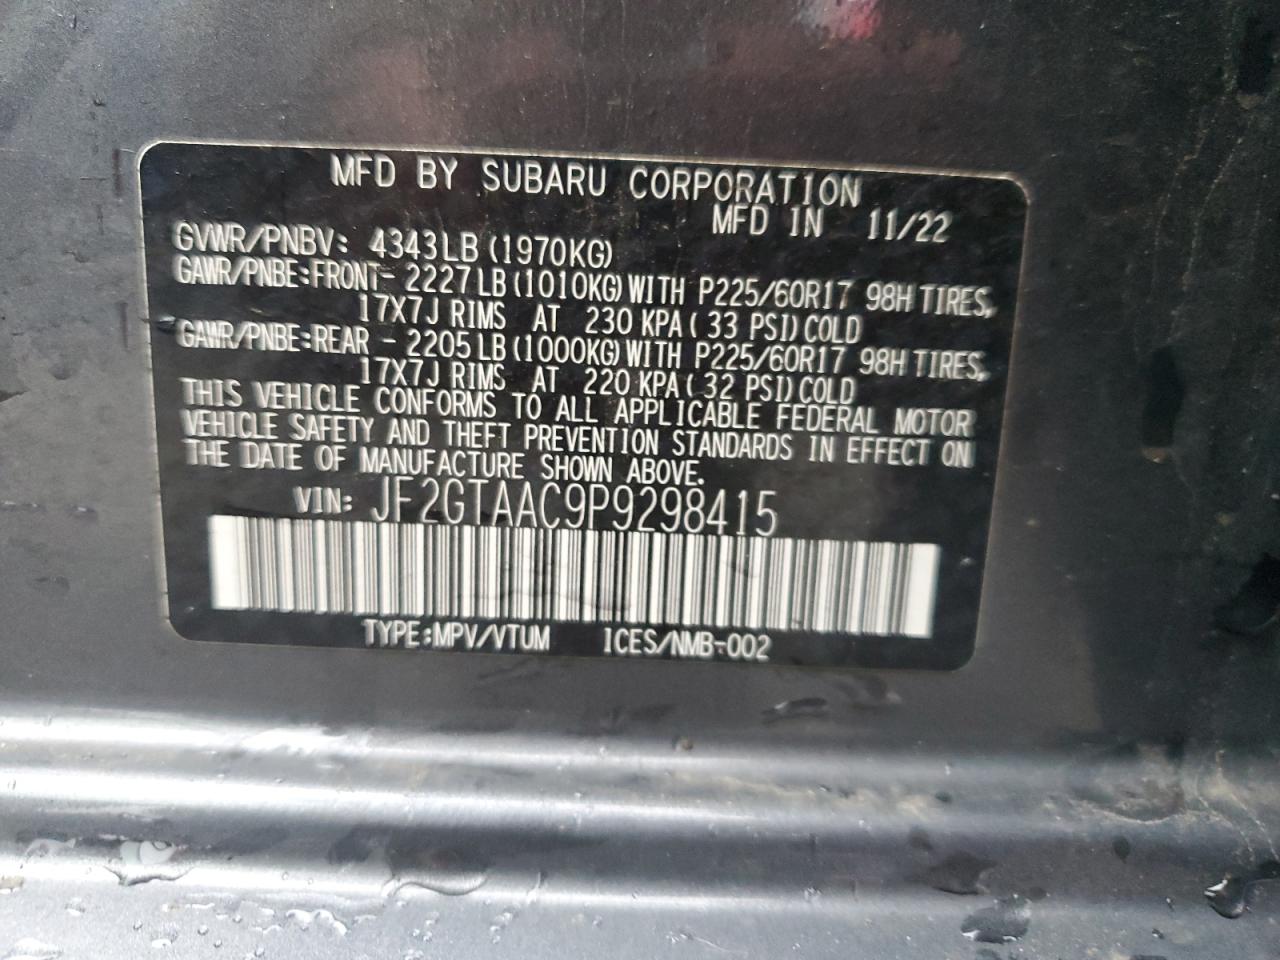 MFD BY SUBARU CORPORATION
MFD IN 11/22
GVWR/PNBV: 4343LB (1970KG)
GAWR/PNBE:FRONT- 2227LB (1010KG) WITH P225/60R17 98H TIRES,
17X7J RIMS AT 230 KPA ( 33 PSI) COLD
GAWR/PNBE:REAR - 2205LB (1000KG) WITH P225/60R17 98H TIRES,
17X7J RIMS AT 220 KPA ( 32 PSI) COLD
THIS VEHICLE CONFORMS TO ALL APPLICABLE FEDERAL MOTOR
VEHICLE SAFETY AND THEFT PREVENTION STANDARDS IN EFFECT ON
THE DATE OF MANUFACTURE SHOWN ABOVE.
VIN: JF2GTAAC9P9298415
TYPE:MPV/VTUM ICES/NMB-002